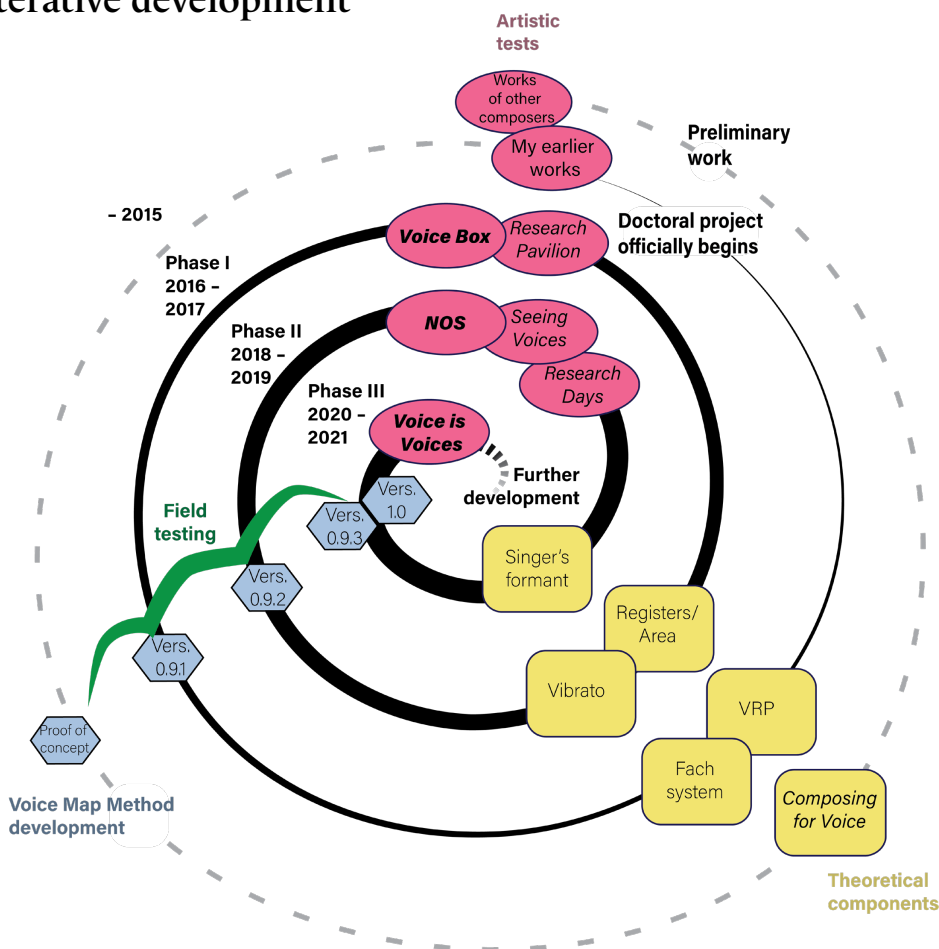 terative development
Artistic
tests
Works
of other
composers
My earlier
works
Preliminary
work
– 2015
Doctoral project
officially begins
Voice Box
Research
Pavilion
Phase I
2016 –
2017
NOS
Seeing
Voices
Phase II
2018 –
2019
Research
Days
Phase III
2020 –
2021
Voice is
Voices
Further
development
Vers.
1.0
Vers.
0.9.3
Field
testing
Singer’s
formant
Vers.
0.9.2
Registers/
Area
Vers.
0.9.1
Vibrato
VRP
Proof of
concept
Fach
system
Voice Map Method
development
Composing
for Voice
Theoretical
components